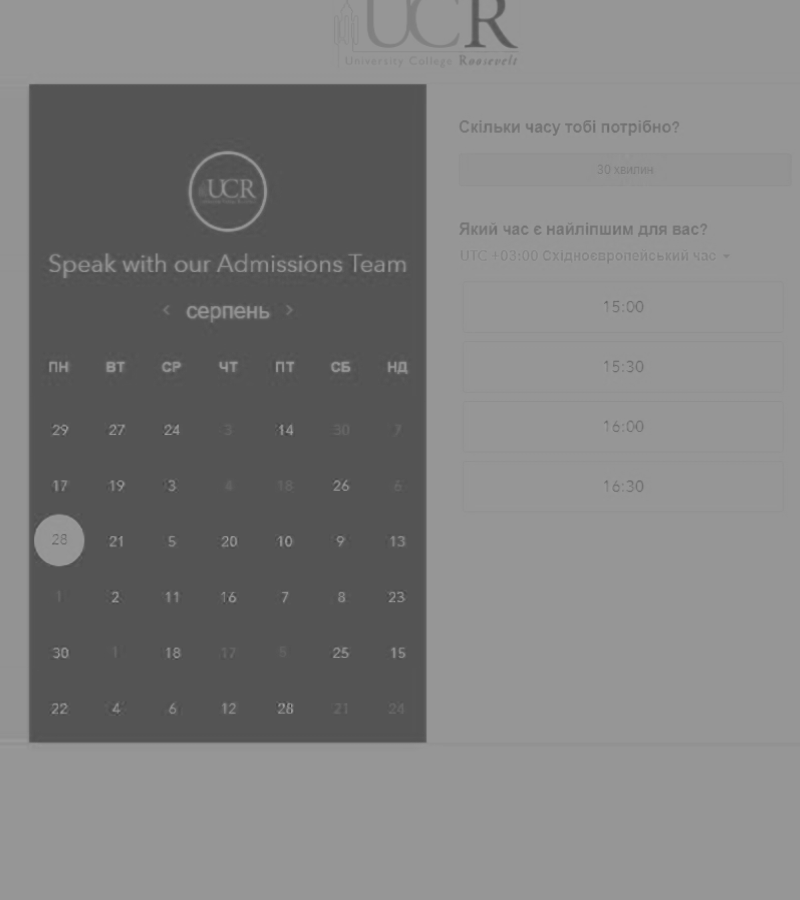 UCR
University College Roosevelt
UCR
Speak with our Admissions Team
< серпень >
ПН ВТ СР ЧТ ПТ СБ НД
29 27 24 3 14 30 7
17 19 3 4 18 26 6
28 21 5 20 10 9 13
1 2 11 16 7 8 23
30 1 18 17 5 25 15
22 4 6 12 28 21 24
Скільки часу тобі потрібно?
30 хвилин
Який час є найліпшим для вас?
UTC +03:00 Східноєвропейський час
15:00
15:30
16:00
16:30